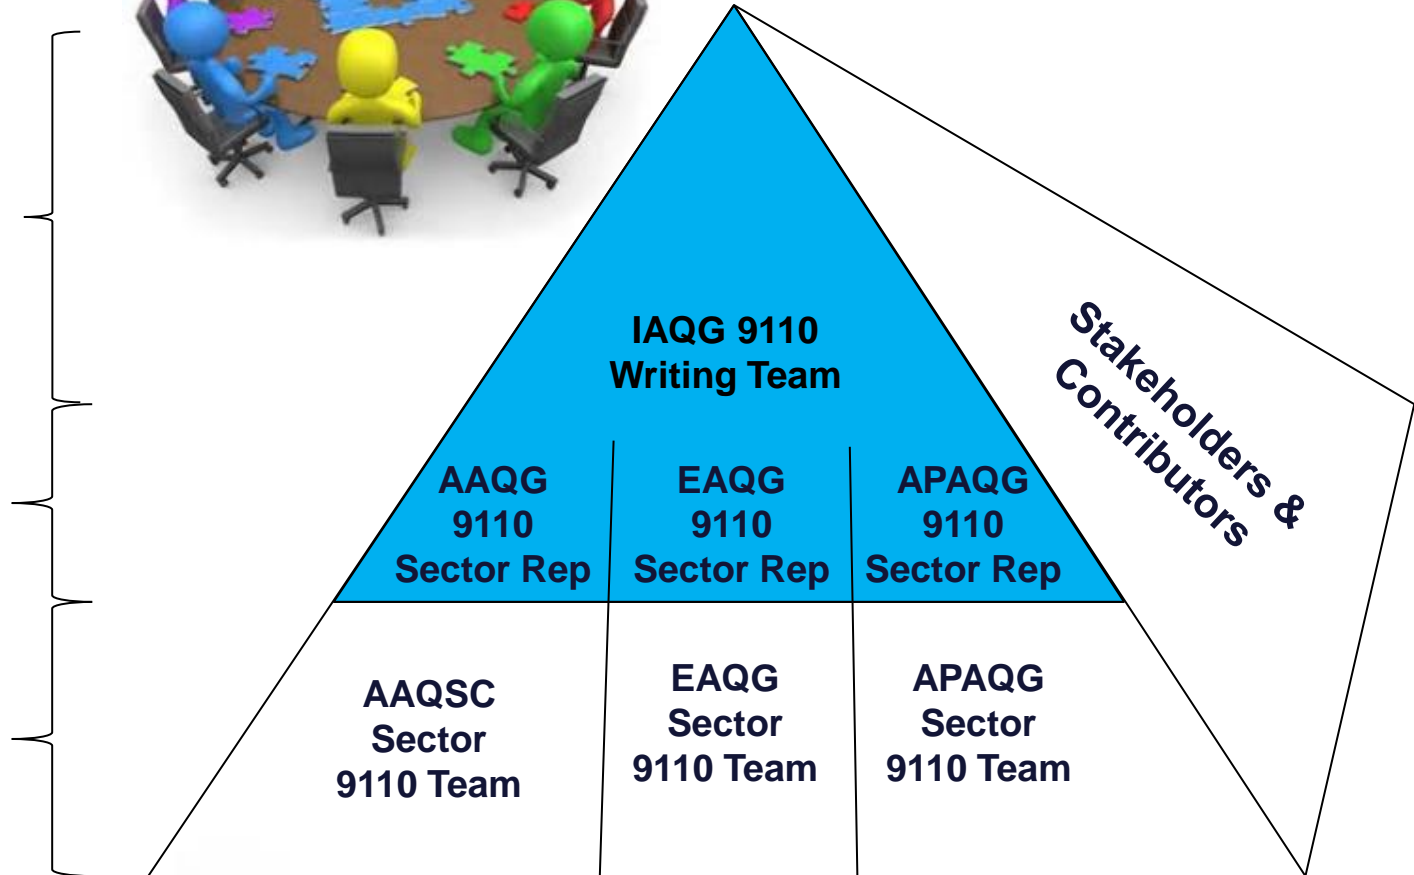 IAQG 9110
Writing Team
Stakeholders &
Contributors
AAQG
9110
Sector Rep
EAQG
9110
Sector Rep
APAQG
9110
Sector Rep
AAQSC
Sector
9110 Team
EAQG
Sector
9110 Team
APAQG
Sector
9110 Team